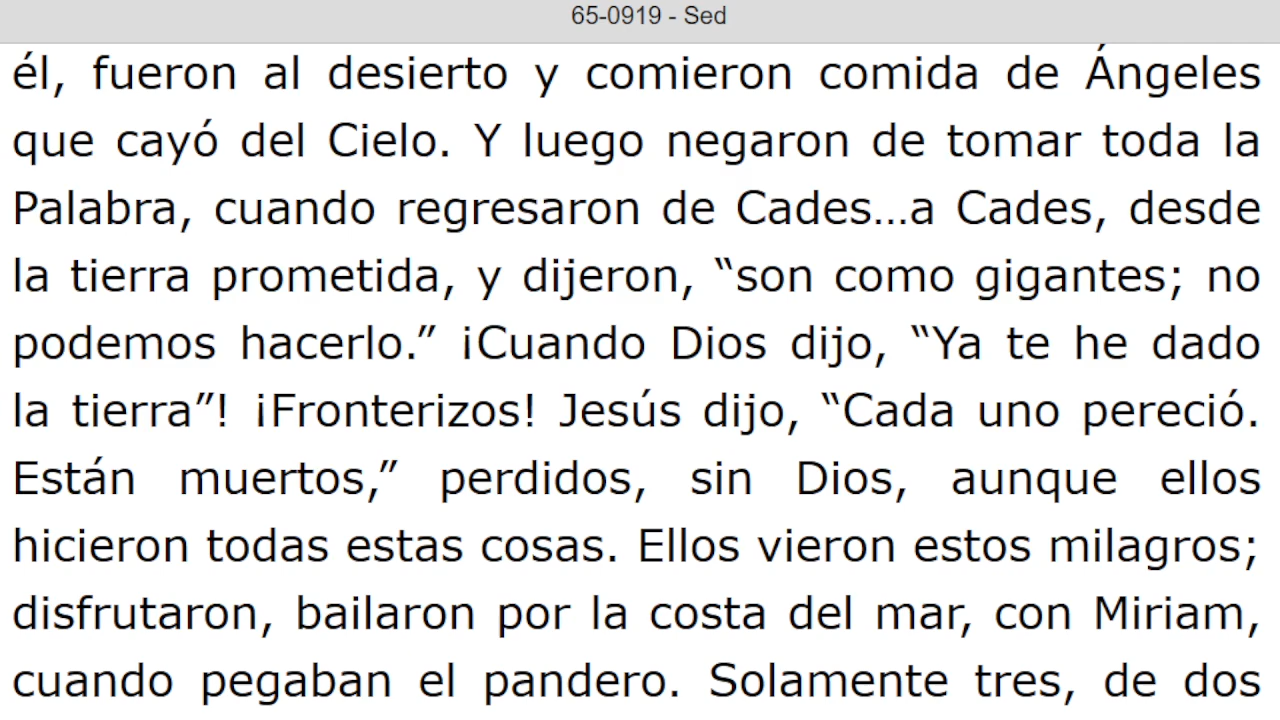 65-0919 - Sed
él, fueron al desierto y comieron comida de Ángeles
que cayó del Cielo. Y luego negaron de tomar toda la
Palabra, cuando regresaron de Cades…a Cades, desde
la tierra prometida, y dijeron, “son como gigantes; no
podemos hacerlo.” ¡Cuando Dios dijo, “Ya te he dado
la tierra”! ¡Fronterizos! Jesús dijo, “Cada uno pereció.
Están muertos,” perdidos, sin Dios, aunque ellos
hicieron todas estas cosas. Ellos vieron estos milagros;
disfrutaron, bailaron por la costa del mar, con Miriam,
cuando pegaban el pandero. Solamente tres, de dos